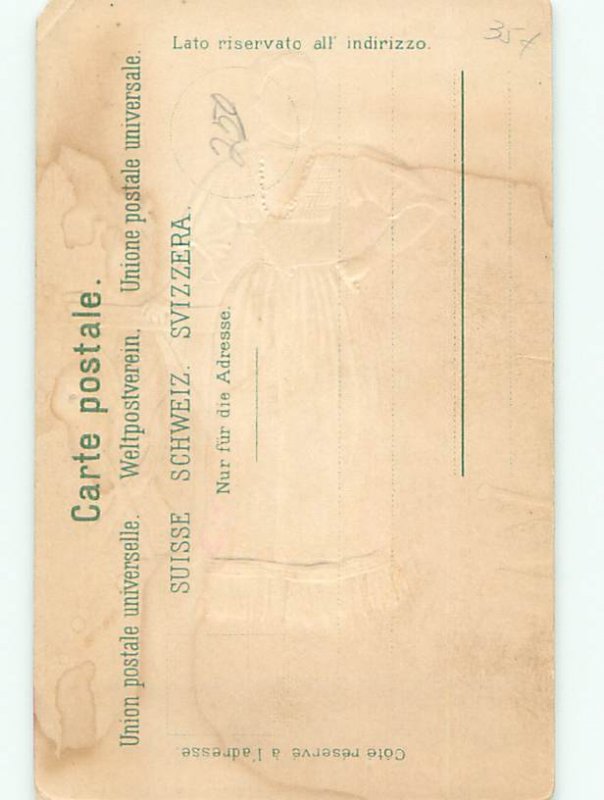 Carte postale.
Union postale universelle. Weltpostverein. Unione postale universale.
SUISSE SCHWEIZ. SVIZZERA.
Nur für die Adresse.
Côté réservé à l'adresse.
Lato riservato all' indirizzo.
250